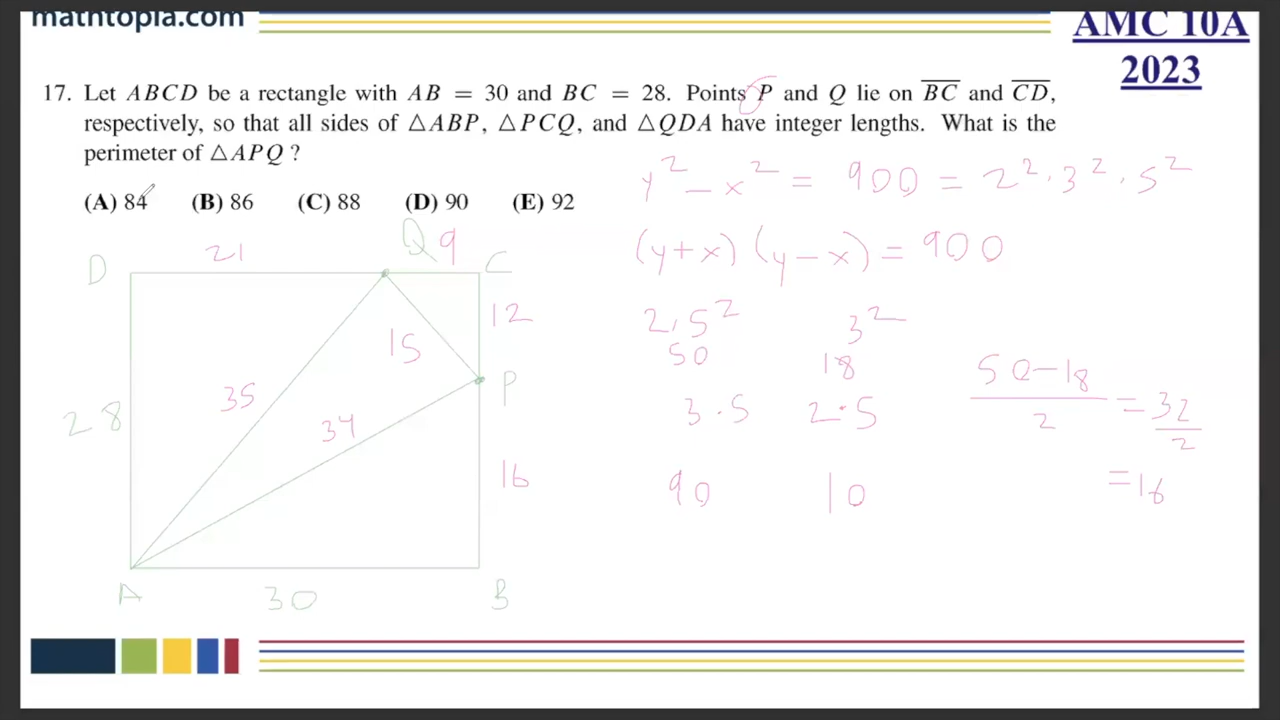 mathtopia.com
AMC 10A
2023
17. Let ABCD be a rectangle with AB = 30 and BC = 28. Points P and Q lie on \overline{BC} and \overline{CD},
respectively, so that all sides of △ABP, △PCQ, and △QDA have integer lengths. What is the
perimeter of △APQ ?
(A) 84 (B) 86 (C) 88 (D) 90 (E) 92
y² − x² = 900 = 2² · 3² · 5²
(y+x) (y−x) = 900
2.5² 3²
50 18
3.5 2.5
90 10
50−18
2
= 32
2
= 16
D 21 Q 9 C
12
15
P
35
28
34
16
A 30 B